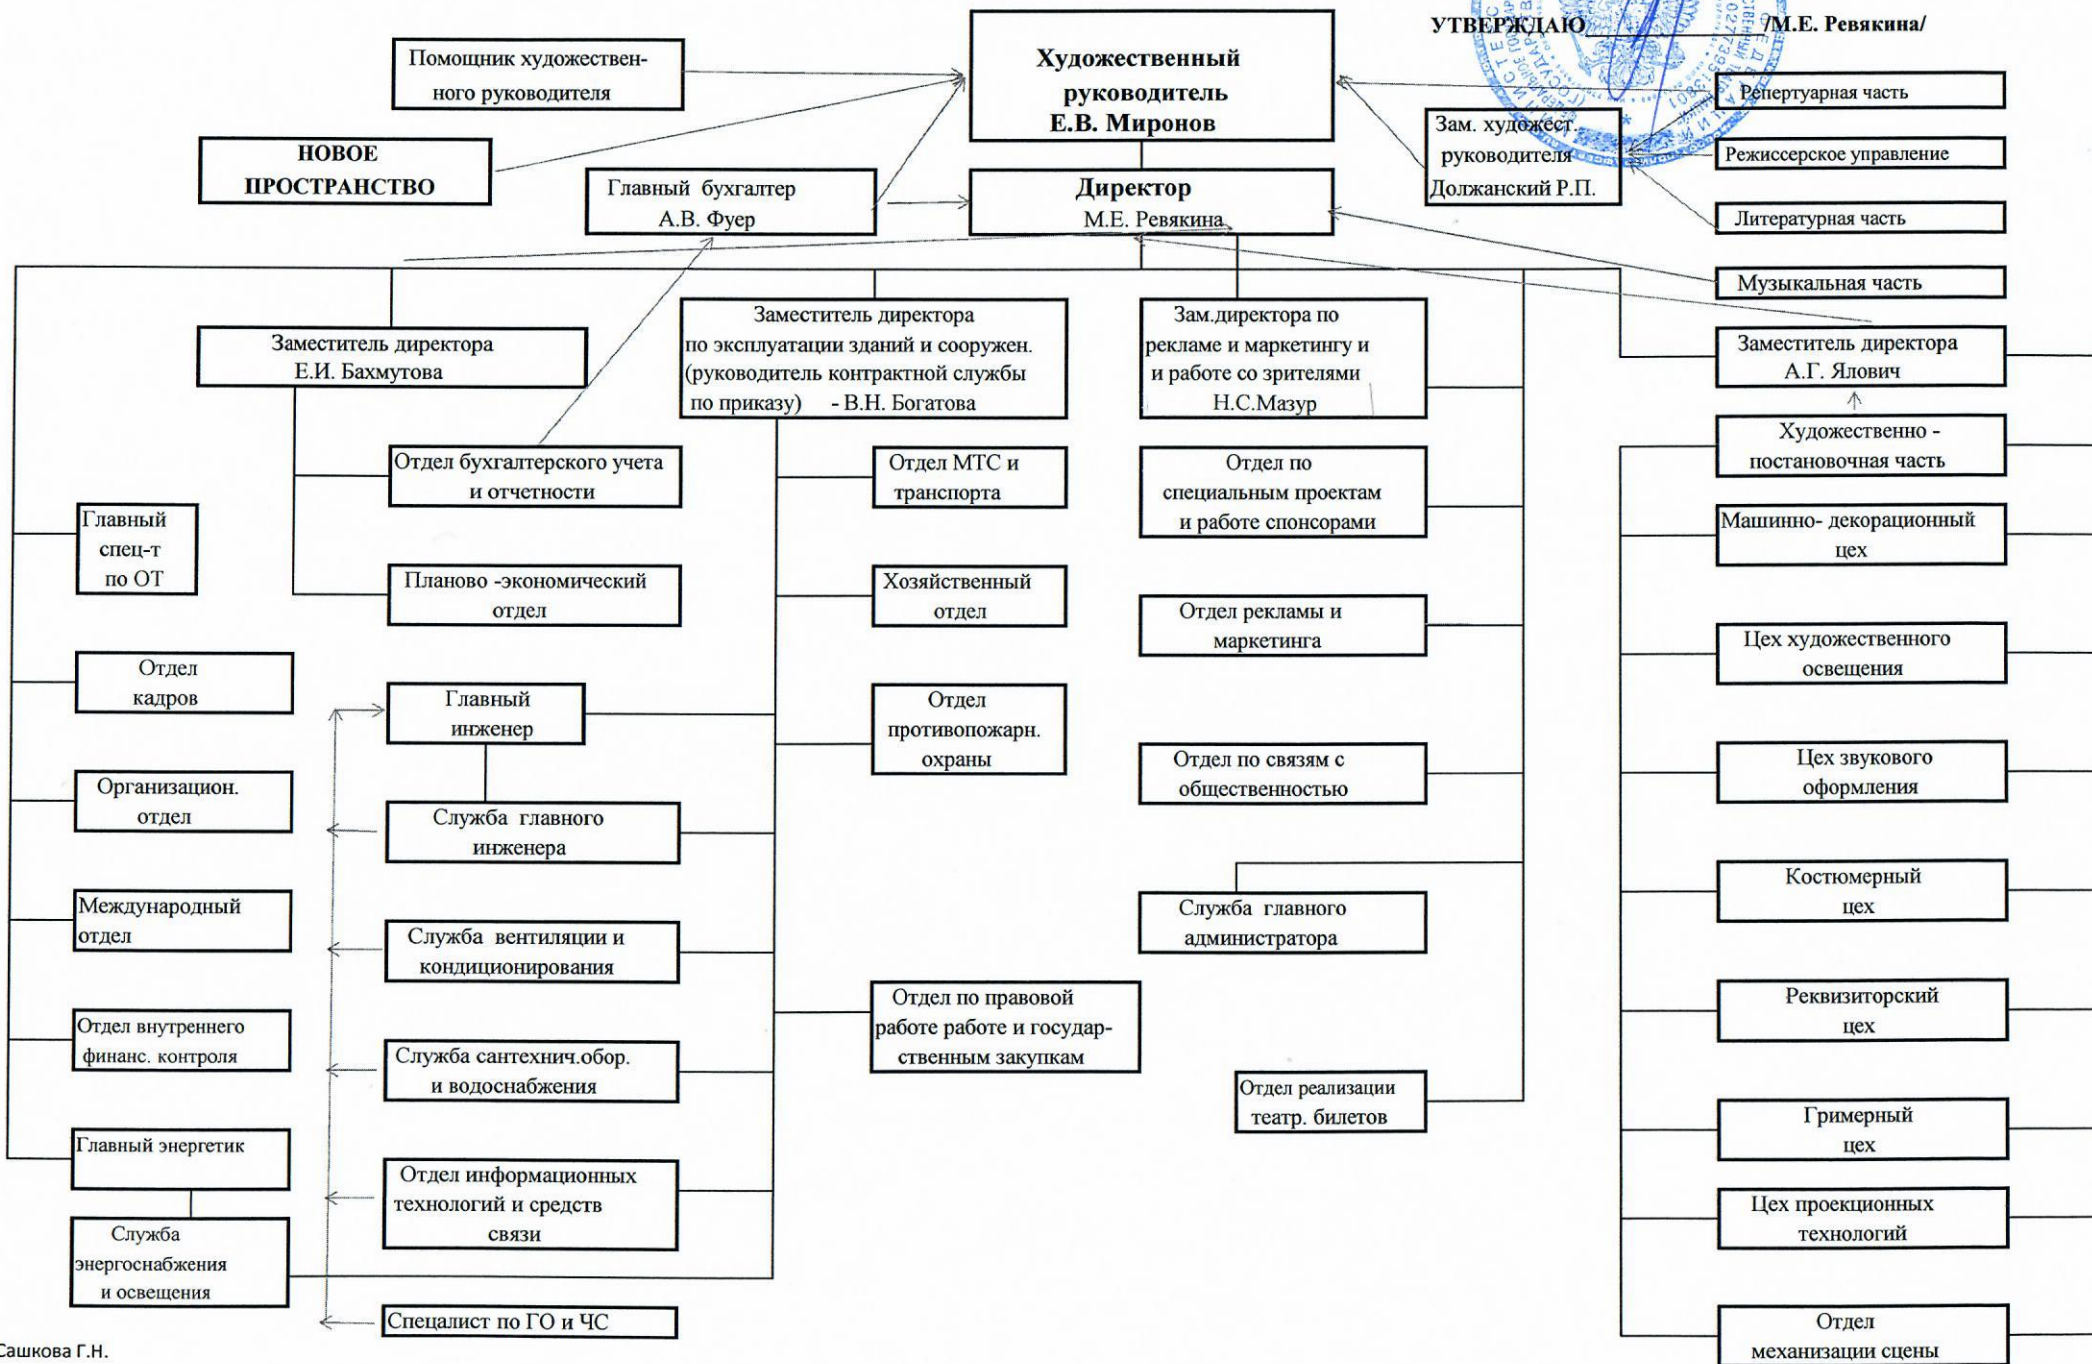 УТВЕРЖДАЮ /М.Е. Ревякина/
Художественный
руководитель
Е.В. Миронов
Помощник художествен-
ного руководителя
НОВОЕ
ПРОСТРАНСТВО
Главный бухгалтер
А.В. Фуер
Директор
М.Е. Ревякина
Зам. художест.
руководителя
Должанский Р.П.
Репертуарная часть
Режиссерское управление
Литературная часть
Музыкальная часть
Заместитель директора
Е.И. Бахмутова
Заместитель директора
по эксплуатации зданий и сооружен.
(руководитель контрактной службы
по приказу) - В.Н. Богатова
Зам.директора по
рекламе и маркетингу и
и работе со зрителями
Н.С.Мазур
Заместитель директора
А.Г. Ялович
Главный
спец-т
по ОТ
Отдел
кадров
Организацион.
отдел
Международный
отдел
Отдел внутреннего
финанс. контроля
Главный энергетик
Служба
энергоснабжения
и освещения
Отдел бухгалтерского учета
и отчетности
Планово -экономический
отдел
Главный
инженер
Служба главного
инженера
Служба вентиляции и
кондиционирования
Служба сантехнич.обор.
и водоснабжения
Отдел информационных
технологий и средств
связи
Спецалист по ГО и ЧС
Отдел МТС и
транспорта
Хозяйственный
отдел
Отдел
противопожарн.
охраны
Отдел по правовой
работе работе и государ-
ственным закупкам
Отдел по
специальным проектам
и работе спонсорами
Отдел рекламы и
маркетинга
Отдел по связям с
общественностью
Служба главного
администратора
Отдел реализации
театр. билетов
Художественно -
постановочная часть
Машинно- декорационный
цех
Цех художественного
освещения
Цех звукового
оформления
Костюмерный
цех
Реквизиторский
цех
Гримерный
цех
Цех проекционных
технологий
Отдел
механизации сцены
Сашкова Г.Н.